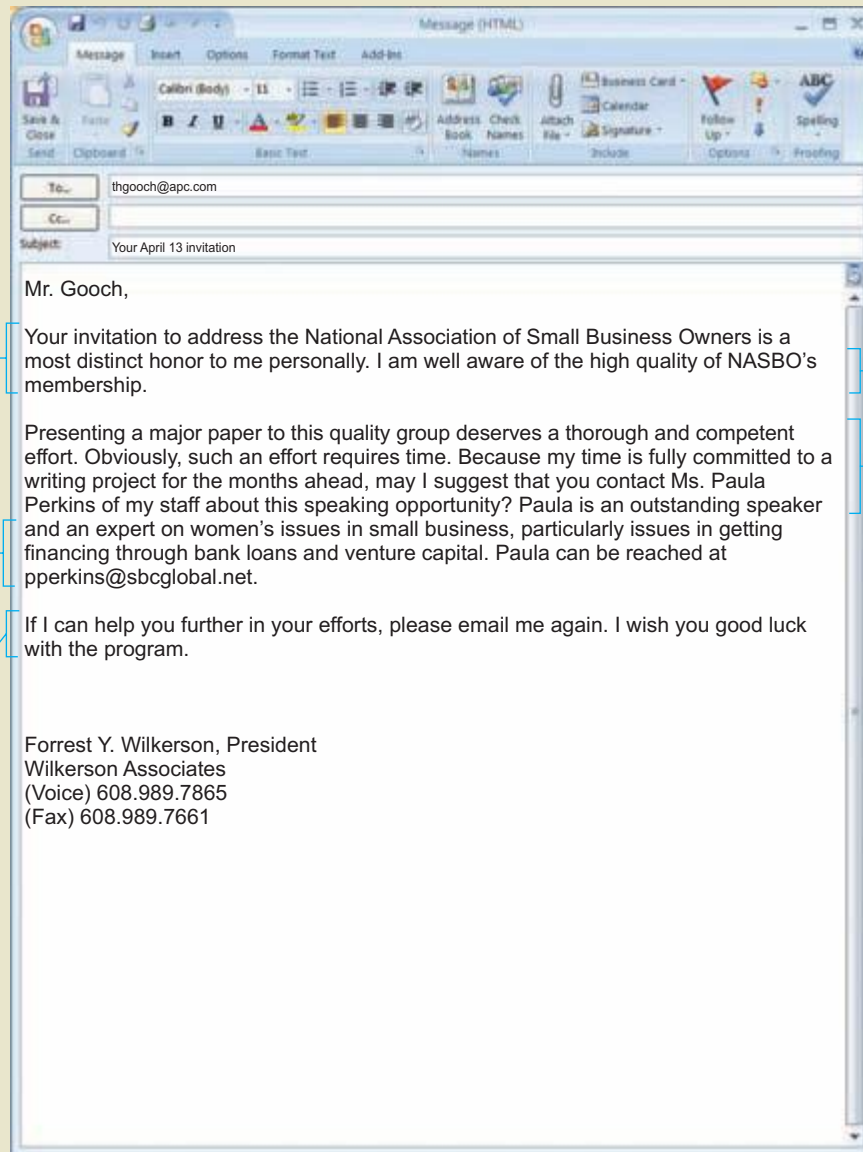 Message (HTML)
Message Insert Options Format Text Add-Ins
Calibri (Body) 11
Business Card
Calendar
Signature
Save & Close
Paste
B I U
Address Book
Check Names
Attach File
Follow Up
ABC
Spelling
Send Clipboard Basic Text Names Include Options Proofing
To... thgooch@apc.com
Cc...
Subject: Your April 13 invitation
Mr. Gooch,
Your invitation to address the National Association of Small Business Owners is a
most distinct honor to me personally. I am well aware of the high quality of NASBO’s
membership.
Presenting a major paper to this quality group deserves a thorough and competent
effort. Obviously, such an effort requires time. Because my time is fully committed to a
writing project for the months ahead, may I suggest that you contact Ms. Paula
Perkins of my staff about this speaking opportunity? Paula is an outstanding speaker
and an expert on women’s issues in small business, particularly issues in getting
financing through bank loans and venture capital. Paula can be reached at
pperkins@sbcglobal.net.
If I can help you further in your efforts, please email me again. I wish you good luck
with the program.
Forrest Y. Wilkerson, President
Wilkerson Associates
(Voice) 608.989.7865
(Fax) 608.989.7661